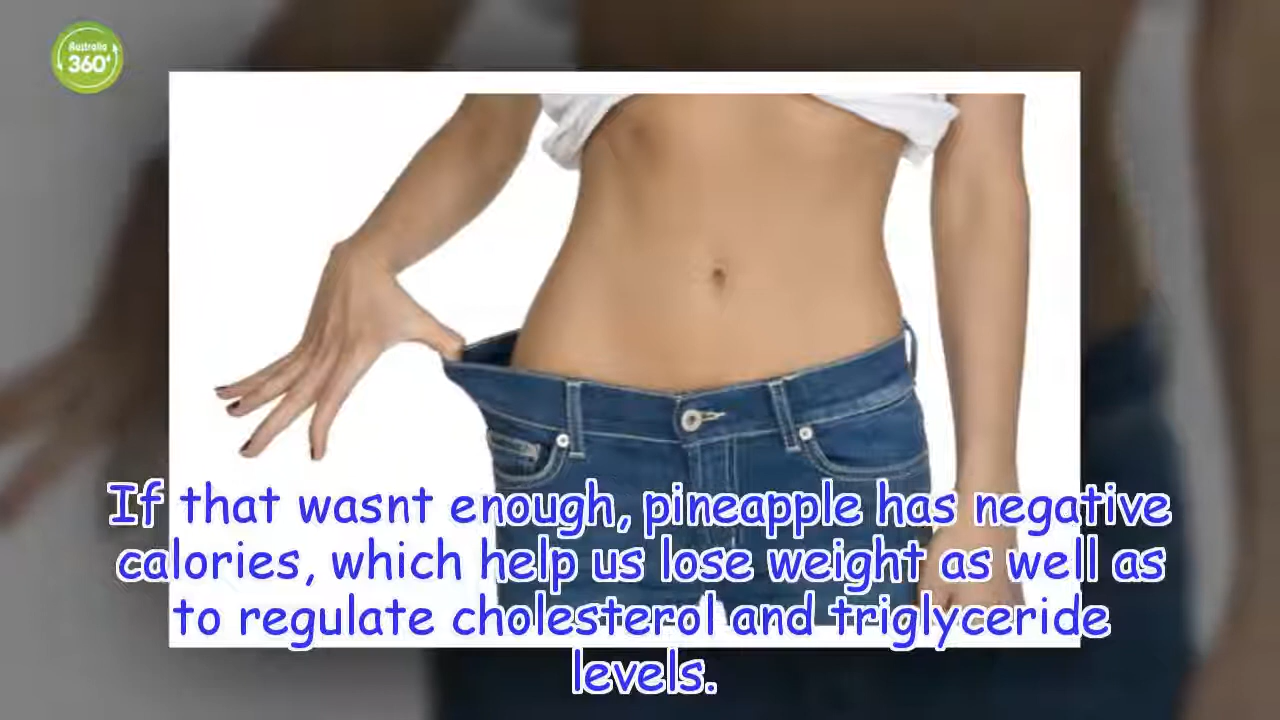 Australia
360°
If that wasnt enough, pineapple has negative
calories, which help us lose weight as well as
to regulate cholesterol and triglyceride
levels.